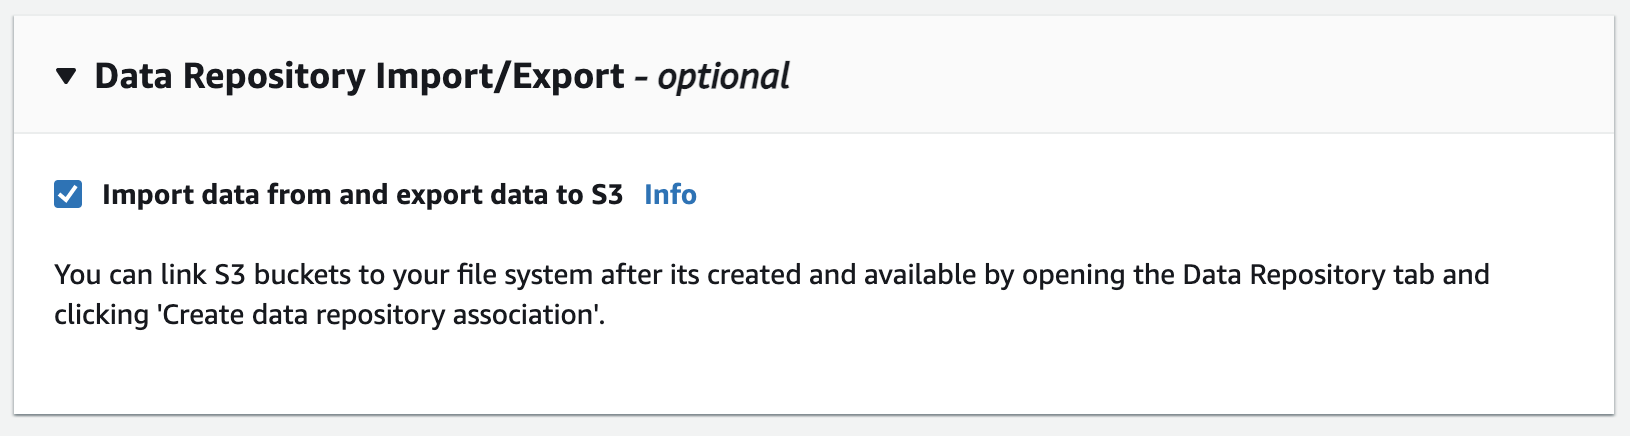 Data Repository Import/Export - optional
Import data from and export data to S3 Info
You can link S3 buckets to your file system after its created and available by opening the Data Repository tab and
clicking 'Create data repository association'.